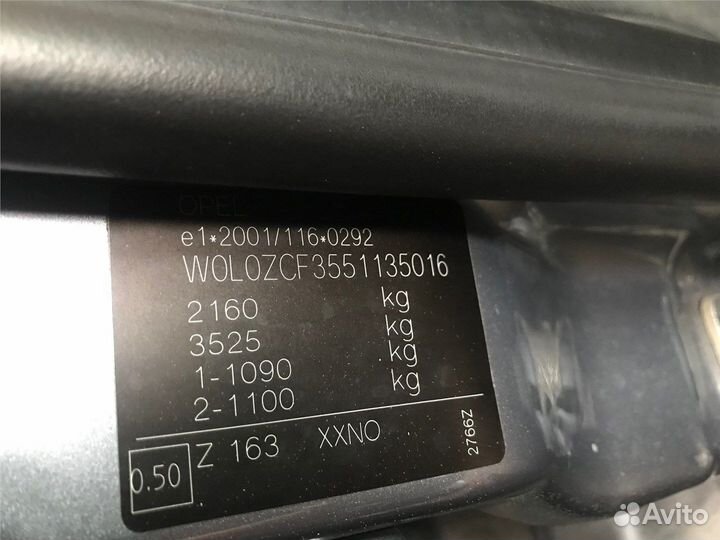 OPEL
e1*2001/116*0292
W0L0ZCF3551135016
2160 kg
3525 kg
1-1090 kg
2-1100 kg
0.50 Z 163 XXNO
2766Z
Avito